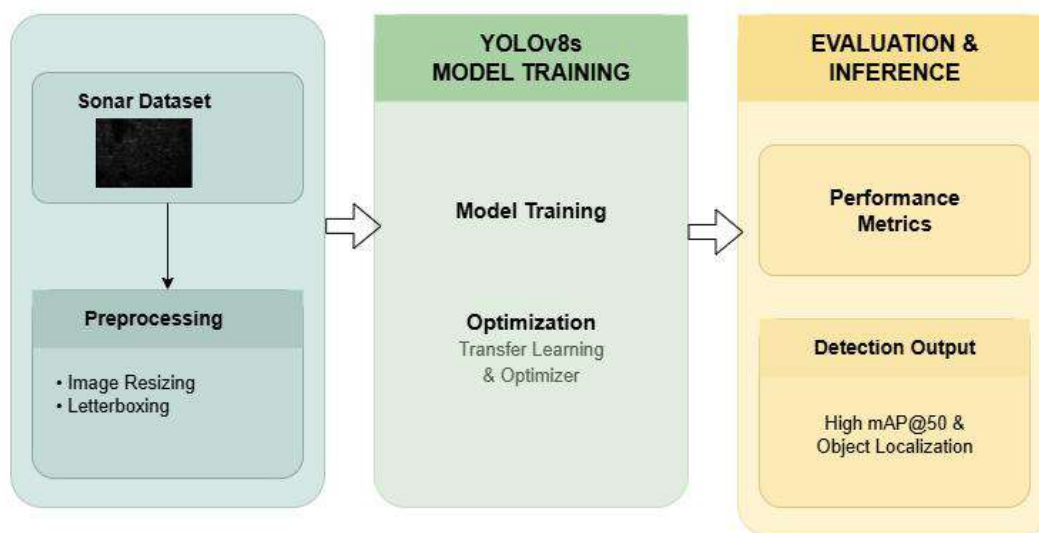 Sonar Dataset
Preprocessing
• Image Resizing
• Letterboxing
YOLOv8s
MODEL TRAINING
Model Training
Optimization
Transfer Learning
& Optimizer
EVALUATION &
INFERENCE
Performance
Metrics
Detection Output
High mAP@50 &
Object Localization